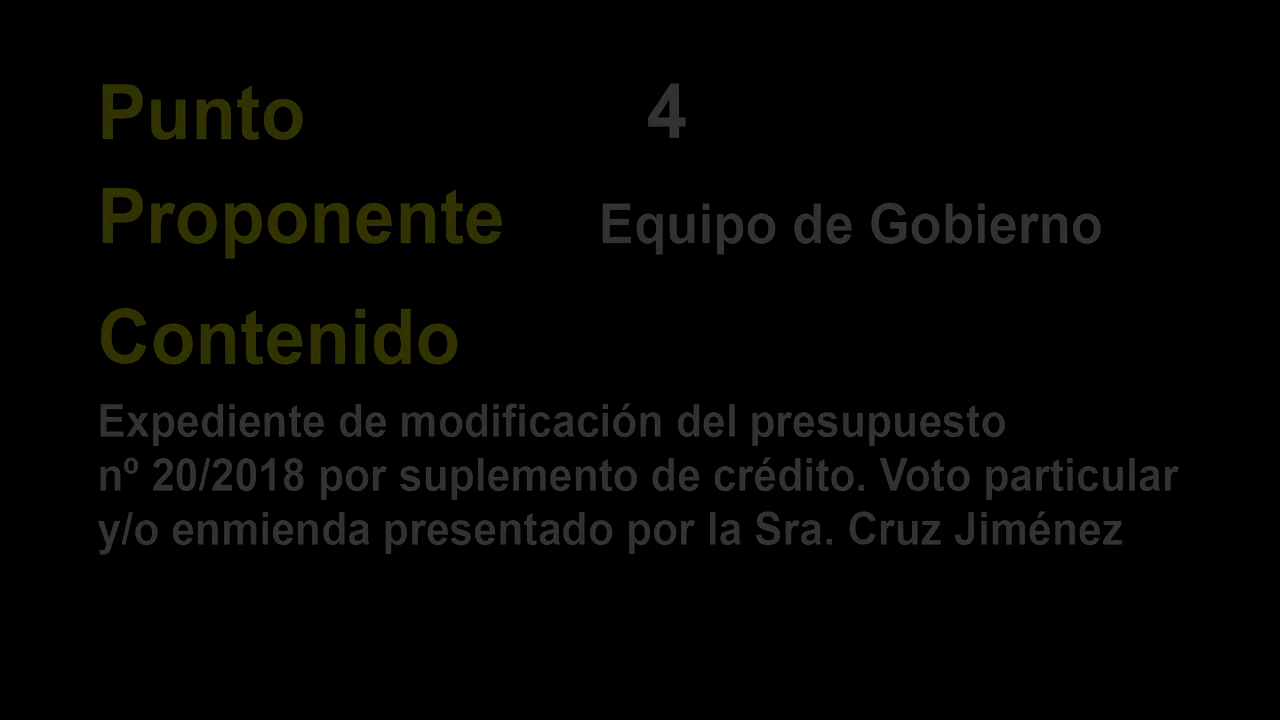 Punto 4
Proponente Equipo de Gobierno
Contenido
Expediente de modificación del presupuesto
nº 20/2018 por suplemento de crédito. Voto particular
y/o enmienda presentado por la Sra. Cruz Jiménez